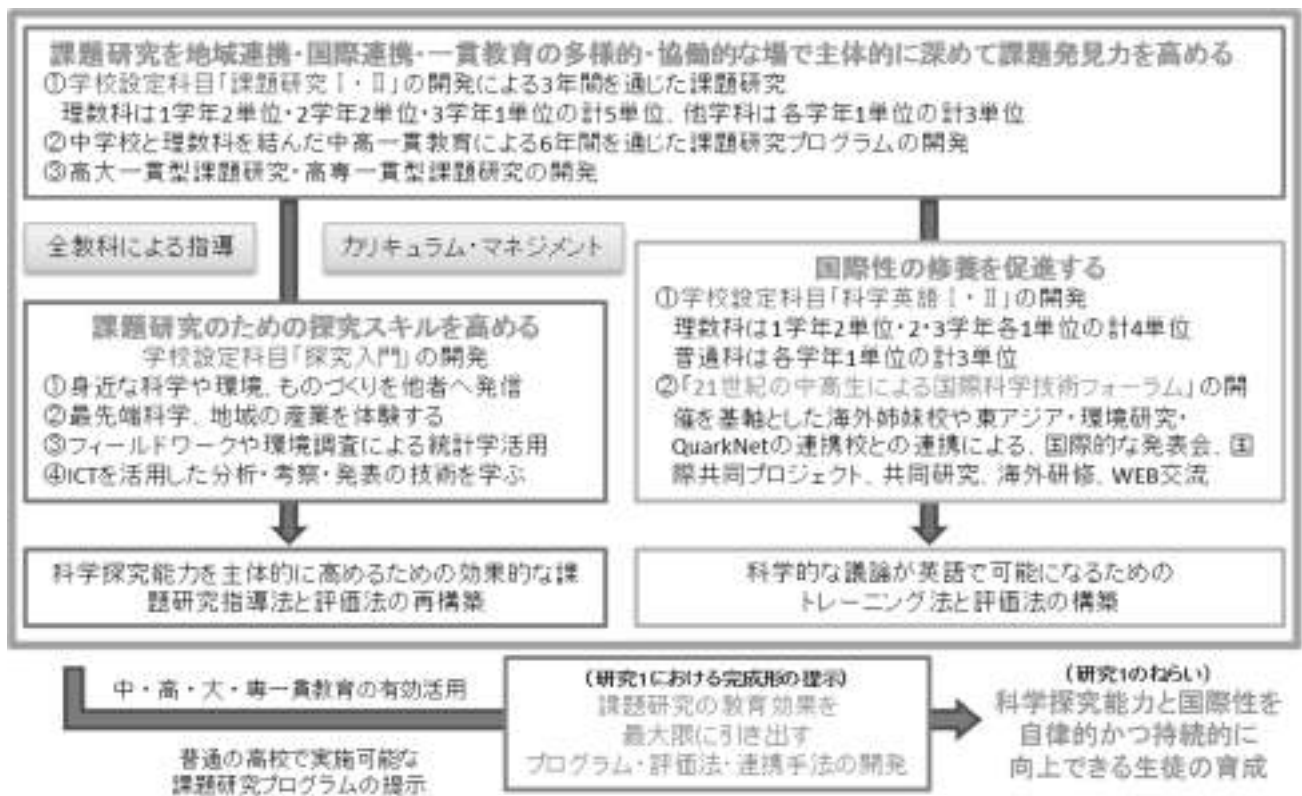 課題研究を地域連携・国際連携・一貫教育の多様的・協働的な場で主体的に深めて課題発見力を高める
①学校設定科目「課題研究Ⅰ・Ⅱ」の開発による3年間を通じた課題研究
理数科は1学年2単位・2学年2単位・3学年1単位の計5単位、他学科は各学年1単位の計3単位
②中学校と理数科を結んだ中高一貫教育による6年間を通じた課題研究プログラムの開発
③高大一貫型課題研究・高専一貫型課題研究の開発
全教科による指導
カリキュラム・マネジメント
課題研究のための探究スキルを高める
学校設定科目「探究入門」の開発
①身近な科学や環境、ものづくりを他者へ発信
②最先端科学、地域の産業を体験する
③フィールドワークや環境調査による統計学活用
④ICTを活用した分析・考察・発表の技術を学ぶ
国際性の修養を促進する
①学校設定科目「科学英語Ⅰ・Ⅱ」の開発
理数科は1学年2単位・2・3学年各1単位の計4単位
普通科は各学年1単位の計3単位
②「21世紀の中高生による国際科学技術フォーラム」の開
催を基軸とした海外姉妹校や東アジア・環境研究・
QuarkNetの連携校との連携による、国際的な発表会、国
際共同プロジェクト、共同研究、海外研修、WEB交流
科学探究能力を主体的に高めるための効果的な課
題研究指導法と評価法の再構築
科学的な議論が英語で可能になるための
トレーニング法と評価法の構築
中・高・大・専一貫教育の有効活用
普通の高校で実施可能な
課題研究プログラムの提示
(研究1における完成形の提示)
課題研究の教育効果を
最大限に引き出す
プログラム・評価法・連携手法の開発
(研究1のねらい)
科学探究能力と国際性を
自律的かつ持続的に
向上できる生徒の育成